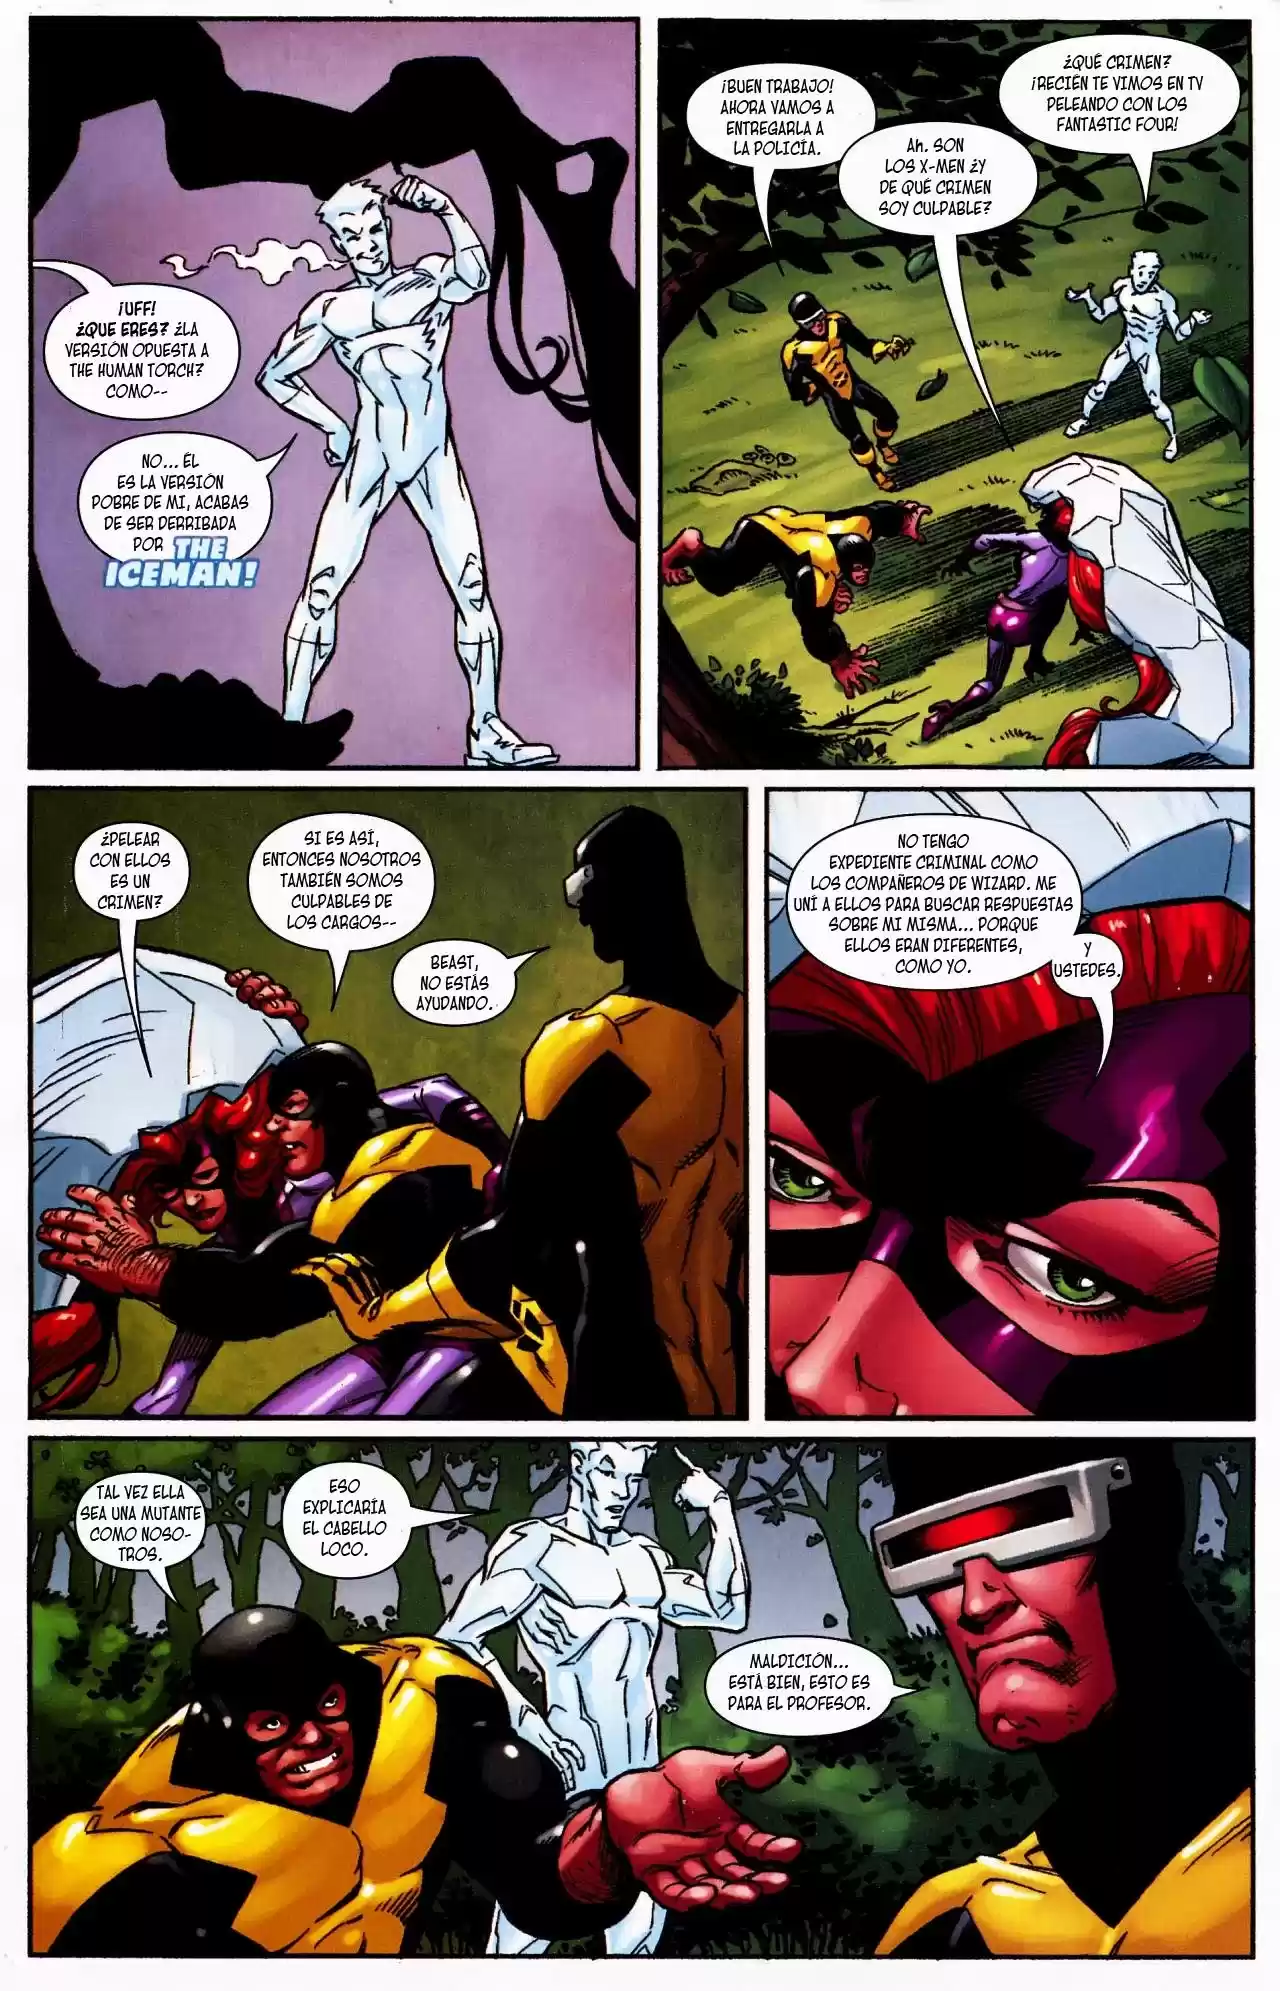 ¡UFF!
¿QUE ERES? ¿LA
VERSIÓN OPUESTA A
THE HUMAN TORCH?
COMO--
NO... ÉL
ES LA VERSIÓN
POBRE DE MI, ACABAS
DE SER DERRIBADA
POR THE
ICEMAN!
¡BUEN TRABAJO!
AHORA VAMOS A
ENTREGARLA A
LA POLICÍA.
Ah. SON
LOS X-MEN ¿Y
DE QUÉ CRIMEN
SOY CULPABLE?
¿QUÉ CRIMEN?
¡RECIÉN TE VIMOS EN TV
PELEANDO CON LOS
FANTASTIC FOUR!
¿PELEAR
CON ELLOS
ES UN
CRIMEN?
SI ES ASÍ,
ENTONCES NOSOTROS
TAMBIÉN SOMOS
CULPABLES DE
LOS CARGOS--
BEAST,
NO ESTÁS
AYUDANDO.
NO TENGO
EXPEDIENTE CRIMINAL COMO
LOS COMPAÑEROS DE WIZARD. ME
UNÍ A ELLOS PARA BUSCAR RESPUESTAS
SOBRE MI MISMA... PORQUE
ELLOS ERAN DIFERENTES,
COMO YO.
Y
USTEDES.
TAL VEZ ELLA
SEA UNA MUTANTE
COMO NOSO-
TROS.
ESO
EXPLICARÍA
EL CABELLO
LOCO.
MALDICIÓN...
ESTÁ BIEN, ESTO ES
PARA EL PROFESOR.